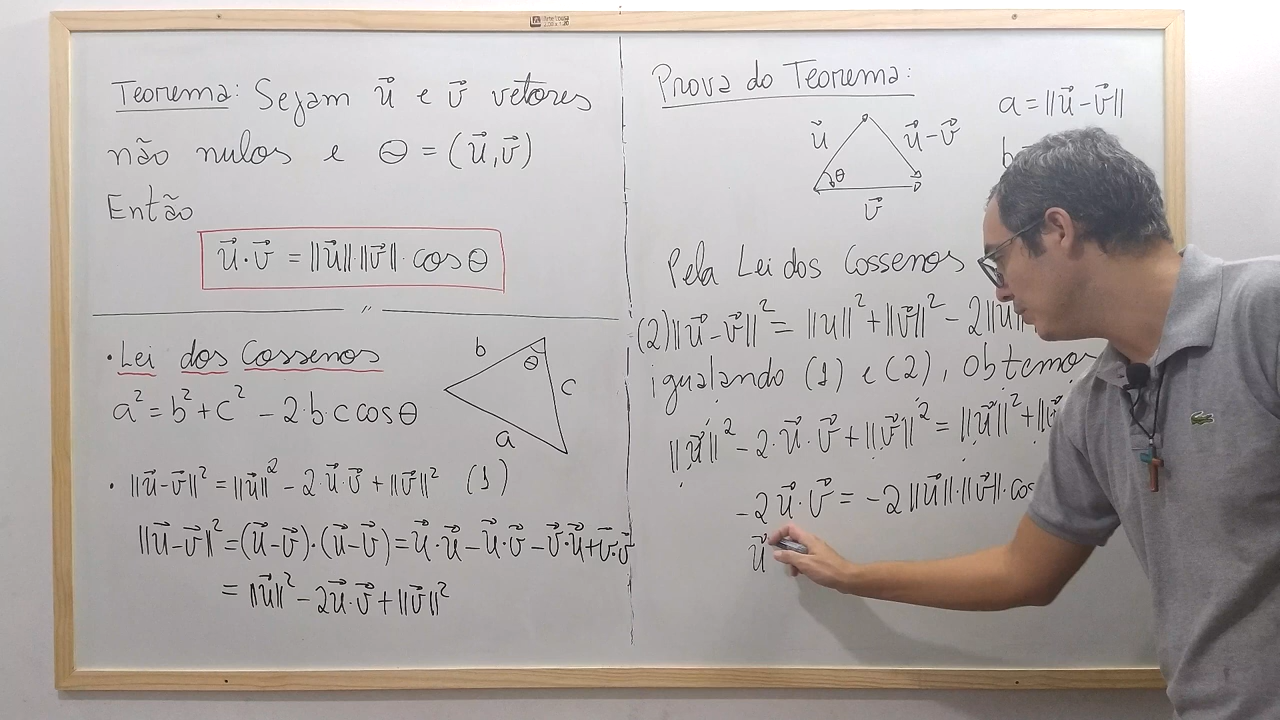 Teorema: Sejam u⃗ e v⃗ vetores
não nulos e θ = (u⃗,v⃗)
Então
u⃗·v⃗ = ||u⃗||·||v⃗||·cos θ
·Lei dos Cossenos
a² = b² + c² - 2·b·c cos θ
b
θ
c
a
· ||u⃗-v⃗||² = ||u⃗||² - 2·u⃗·v⃗ + ||v⃗||² (1)
||u⃗-v⃗||² = (u⃗-v⃗)·(u⃗-v⃗) = u⃗·u⃗ - u⃗·v⃗ - v⃗·u⃗ + v⃗·v⃗
= ||u⃗||² - 2u⃗·v⃗ + ||v⃗||²
Prova do Teorema:
a = ||u⃗-v⃗||
b
u⃗
u⃗-v⃗
θ
v⃗
Pela Lei dos Cossenos
(2) ||u⃗-v⃗||² = ||u||² + ||v⃗||² - 2||u
igualando (1) e (2), obtemos
||u⃗||² - 2·u⃗·v⃗ + ||v⃗||² = ||u⃗||² + ||v⃗
-2u⃗·v⃗ = -2||u⃗||·||v⃗||·cos
u⃗